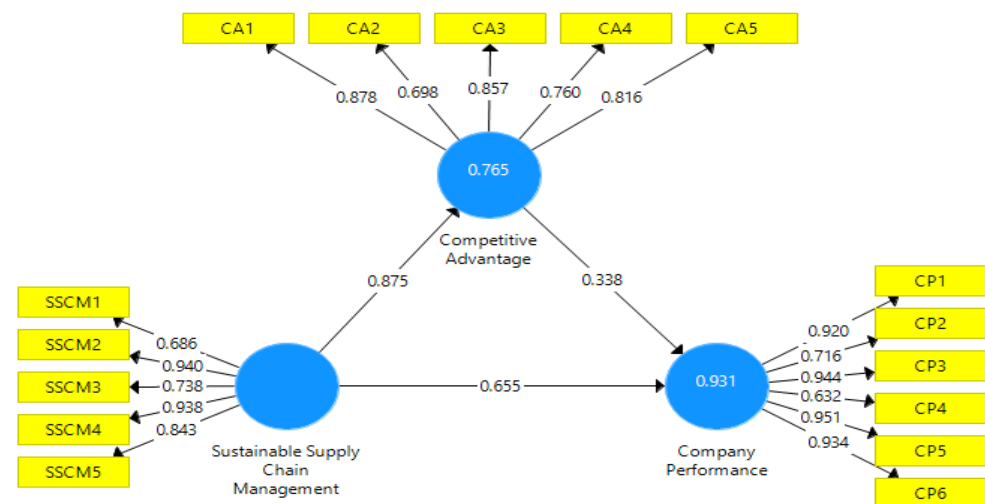 CA1 CA2 CA3 CA4 CA5
0.878 0.698 0.857 0.760 0.816
0.765
Competitive
Advantage
0.875
0.338
SSCM1
SSCM2
SSCM3
SSCM4
SSCM5
0.686
0.940
0.738
0.938
0.843
Sustainable Supply
Chain
Management
0.655
0.931
Company
Performance
0.920
0.716
0.944
0.632
0.951
0.934
CP1
CP2
CP3
CP4
CP5
CP6